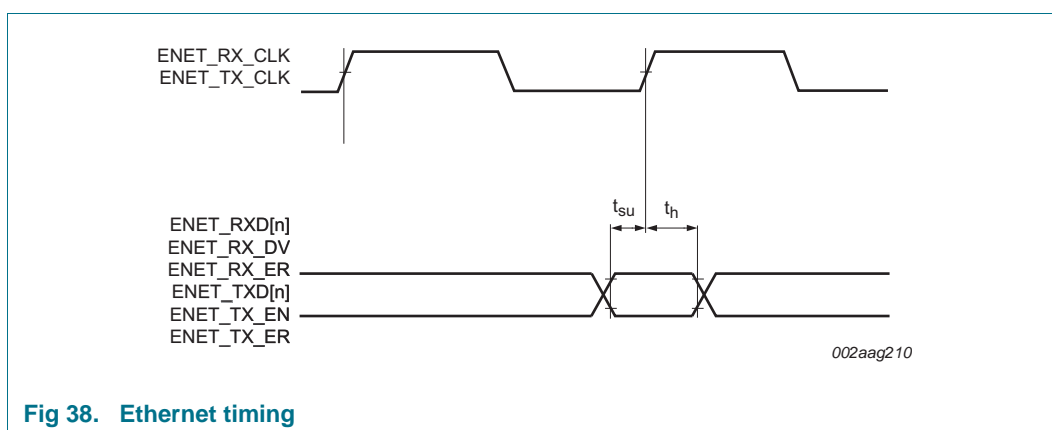 ENET_RX_CLK
ENET_TX_CLK
t_su t_h
ENET_RXD[n]
ENET_RX_DV
ENET_RX_ER
ENET_TXD[n]
ENET_TX_EN
ENET_TX_ER
002aag210
Fig 38. Ethernet timing